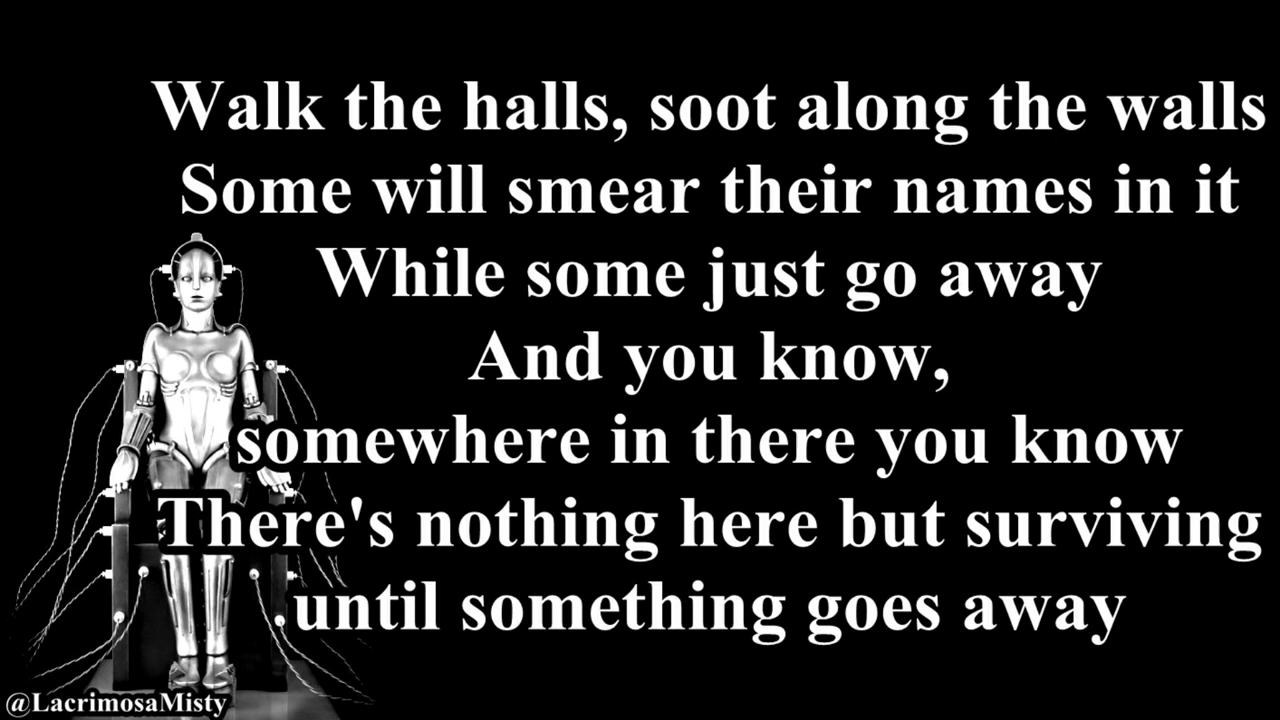 Walk the halls, soot along the walls
Some will smear their names in it
While some just go away
And you know,
somewhere in there you know
There's nothing here but surviving
until something goes away
@LacrimosaMisty